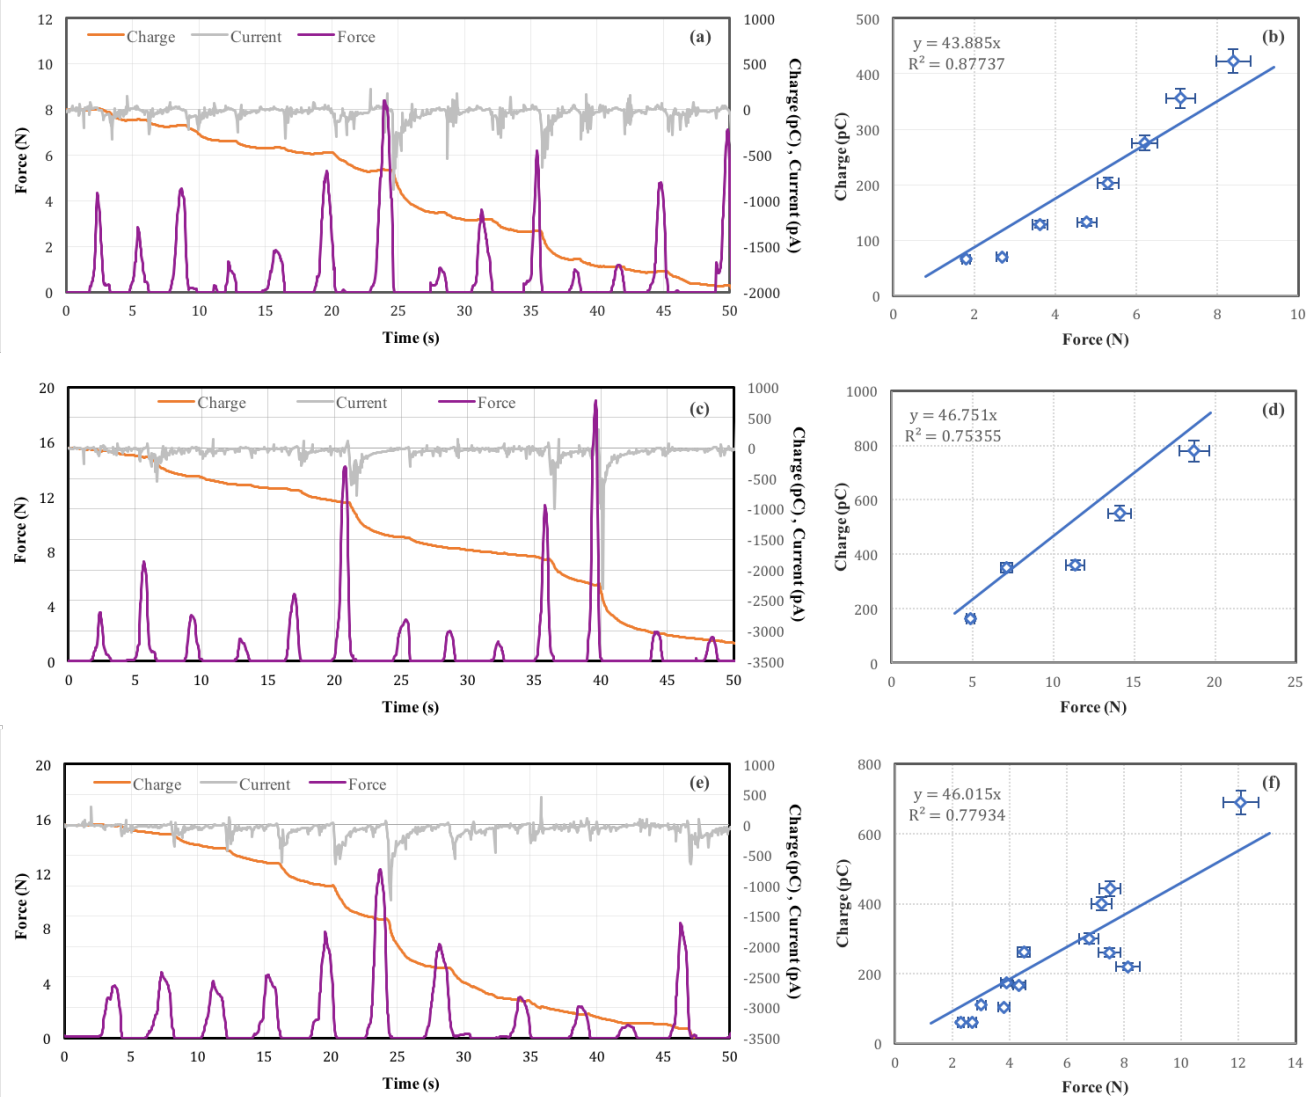 12
10
8
6
4
2
0
Force (N)
Charge
Current
Force
(a)
1000
500
0
-500
-1000
-1500
-2000
Charge (pC) , Current (pA)
0 5 10 15 20 25 30 35 40 45 50
Time (s)
500
400
300
200
100
0
Charge (pC)
y = 43.885x
R² = 0.87737
(b)
0 2 4 6 8 10
Force (N)
20
16
12
8
4
0
Force (N)
Charge
Current
Force
(c)
1000
500
0
-500
-1000
-1500
-2000
-2500
-3000
-3500
Charge (pC) , Current (pA)
0 5 10 15 20 25 30 35 40 45 50
Time (s)
1000
800
600
400
200
0
Charge (pC)
y = 46.751x
R² = 0.75355
(d)
0 5 10 15 20 25
Force (N)
20
16
12
8
4
0
Force (N)
Charge
Current
Force
(e)
1000
500
0
-500
-1000
-1500
-2000
-2500
-3000
-3500
Charge (pC) , Current (pA)
0 5 10 15 20 25 30 35 40 45 50
Time (s)
800
600
400
200
0
Charge (pC)
y = 46.015x
R² = 0.77934
(f)
0 2 4 6 8 10 12 14
Force (N)